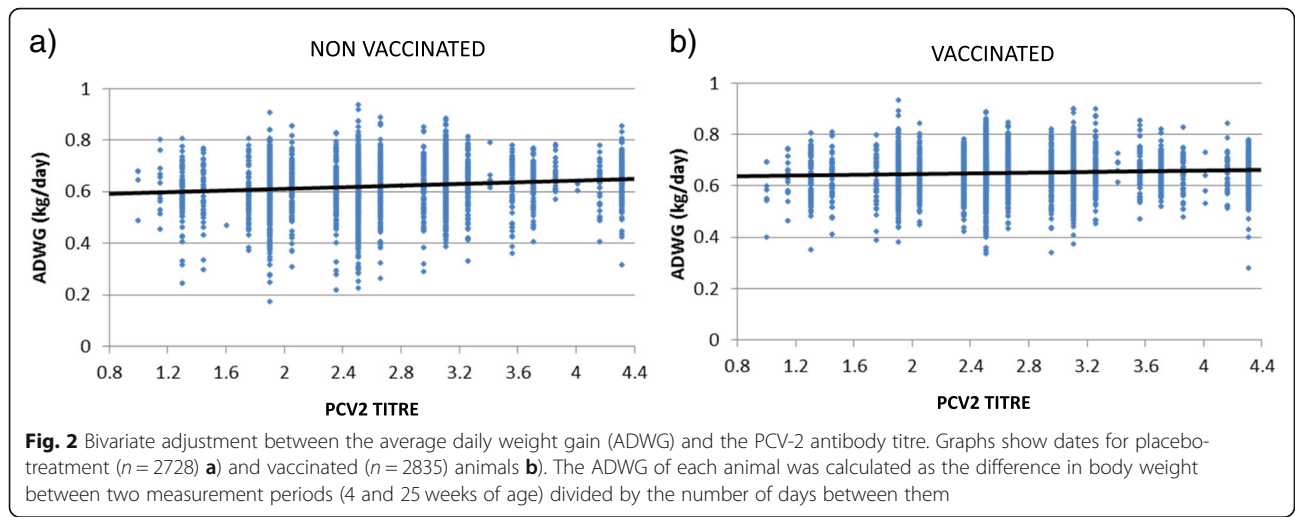 a)
NON VACCINATED
ADWG (kg/day)
1
0.8
0.6
0.4
0.2
0
0.8 1.2 1.6 2 2.4 2.8 3.2 3.6 4 4.4
PCV2 TITRE
b)
VACCINATED
ADWG (kg/day)
1
0.8
0.6
0.4
0.2
0
0.8 1.2 1.6 2 2.4 2.8 3.2 3.6 4 4.4
PCV2 TITRE
Fig. 2 Bivariate adjustment between the average daily weight gain (ADWG) and the PCV-2 antibody titre. Graphs show dates for placebo-
treatment (n = 2728) a) and vaccinated (n = 2835) animals b). The ADWG of each animal was calculated as the difference in body weight
between two measurement periods (4 and 25 weeks of age) divided by the number of days between them